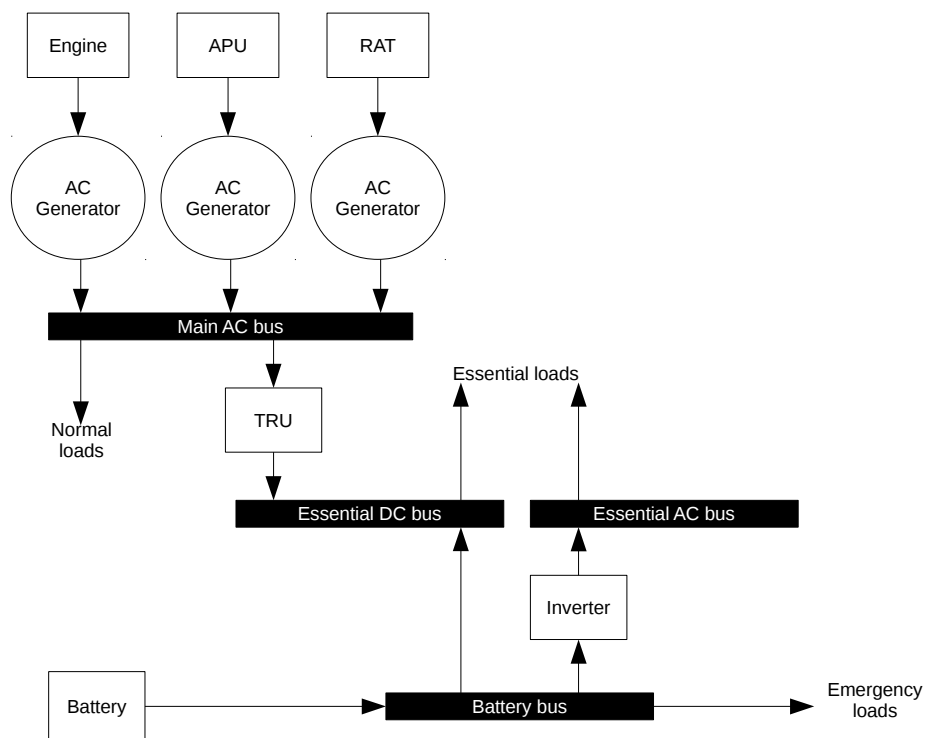 Engine
APU
RAT
AC
Generator
AC
Generator
AC
Generator
Main AC bus
Essential loads
TRU
Normal
loads
Essential DC bus
Essential AC bus
Inverter
Battery
Battery bus
Emergency
loads